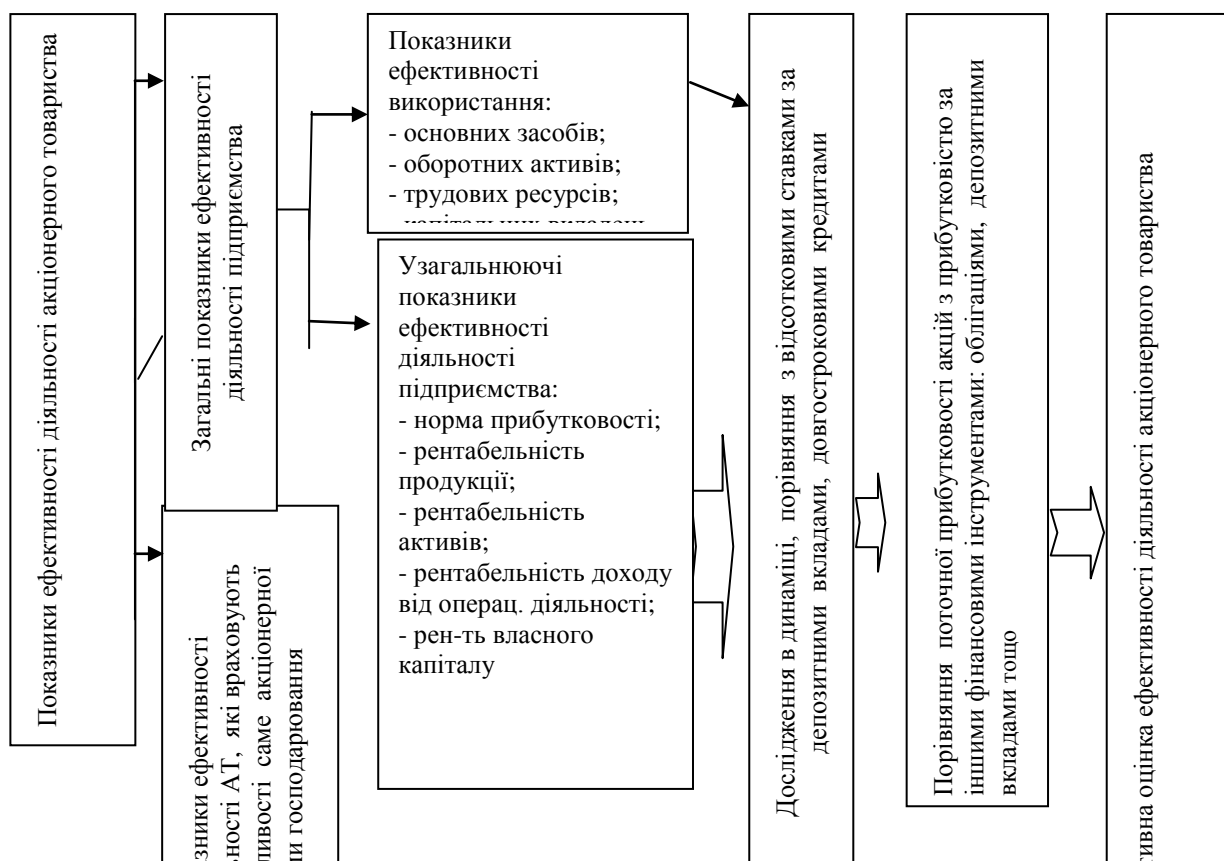 Показники ефективності діяльності акціонерного товариства
Загальні показники ефективності
діяльності підприємства
ефективності
АТ, які враховують
саме акціонерної
господарювання
Показники
ефективності
використання:
- основних засобів;
- оборотних активів;
- трудових ресурсів;
Узагальнюючі
показники
ефективності
діяльності
підприємства:
- норма прибутковості;
- рентабельність
продукції;
- рентабельність
активів;
- рентабельність доходу
від операц. діяльності;
- рен-ть власного
капіталу
Дослідження в динаміці, порівняння з відсотковими ставками за
депозитними вкладами, довгостроковими кредитами
Порівняння поточної прибутковості акцій з прибутковістю за
іншими фінансовими інструментами: облігаціями, депозитними
вкладами тощо
оцінка ефективності діяльності акціонерного товариства